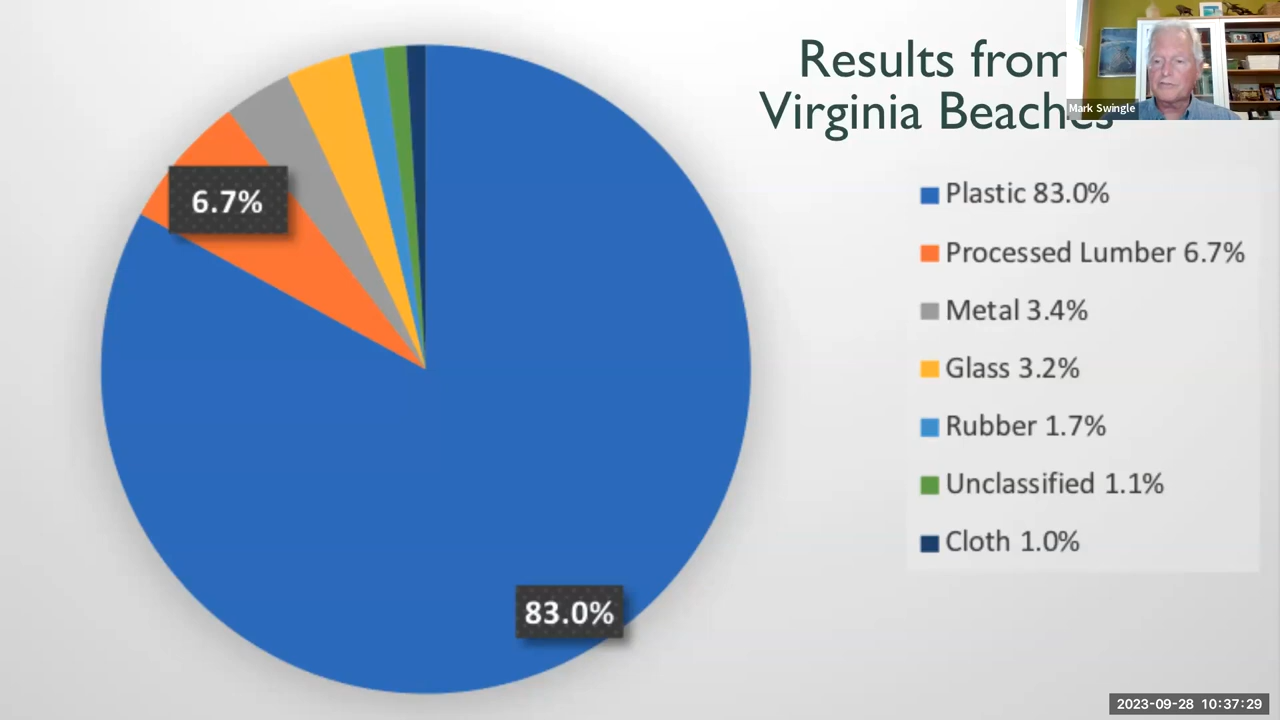 Results from
Virginia Beaches
Mark Swingle
6.7%
83.0%
Plastic 83.0%
Processed Lumber 6.7%
Metal 3.4%
Glass 3.2%
Rubber 1.7%
Unclassified 1.1%
Cloth 1.0%
2023-09-28 10:37:29